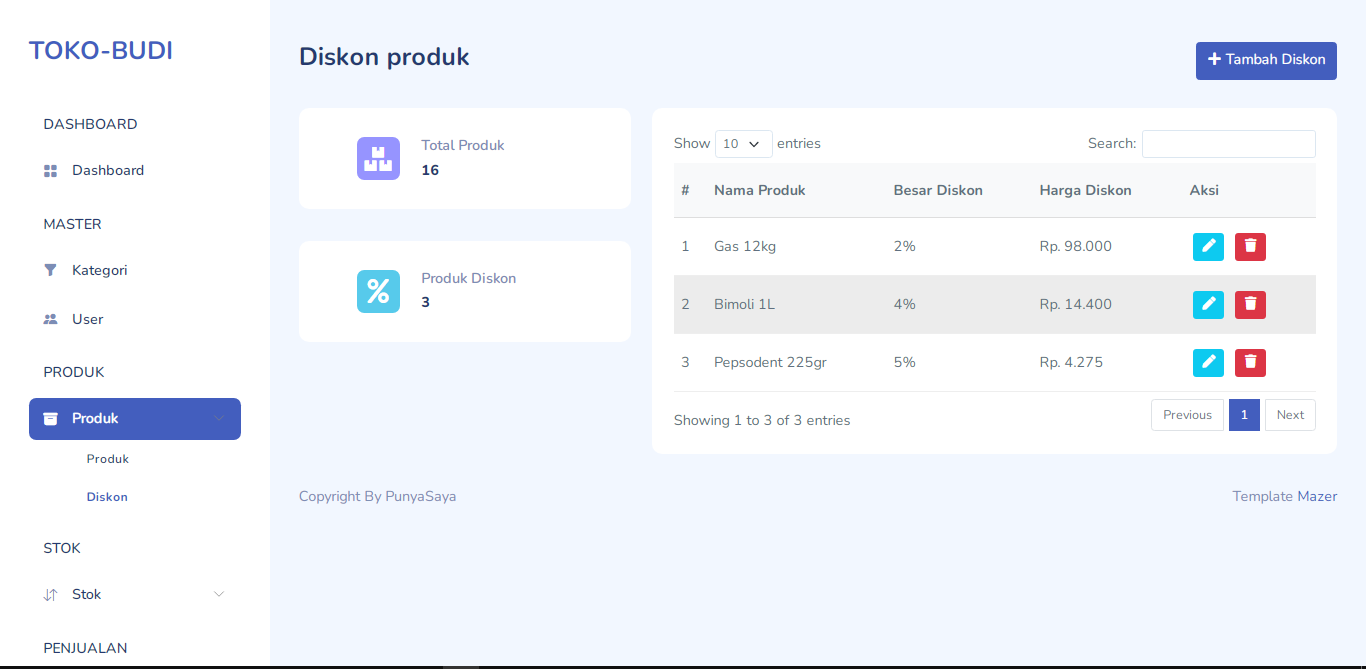 TOKO-BUDI
DASHBOARD
Dashboard
MASTER
Kategori
User
PRODUK
Produk
Produk
Diskon
STOK
Stok
PENJUALAN
Diskon produk
Tambah Diskon
Total Produk
16
Produk Diskon
3
Show 10 entries
Search:
# Nama Produk Besar Diskon Harga Diskon Aksi
1 Gas 12kg 2% Rp. 98.000
2 Bimoli 1L 4% Rp. 14.400
3 Pepsodent 225gr 5% Rp. 4.275
Showing 1 to 3 of 3 entries
Previous 1 Next
Copyright By PunyaSaya
Template Mazer